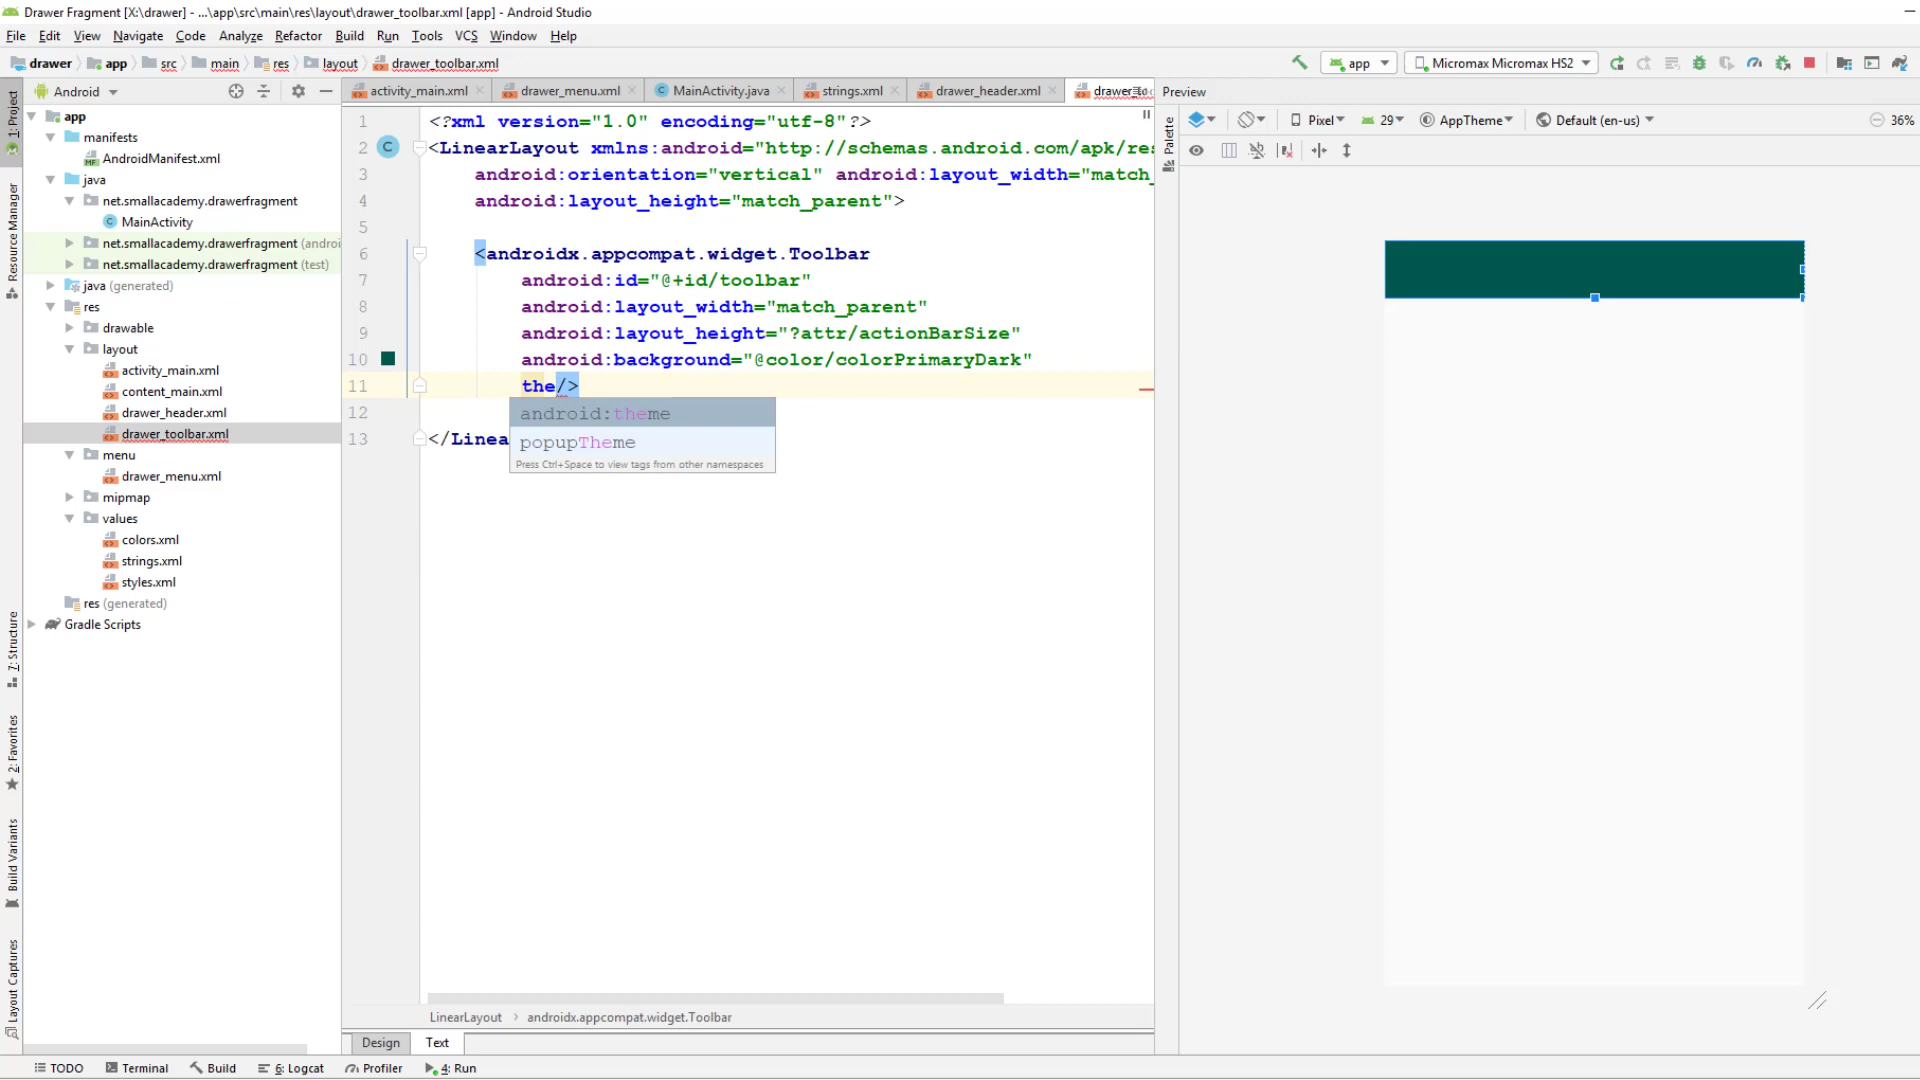 Drawer Fragment [X:\drawer] - ...\app\src\main\res\layout\drawer_toolbar.xml [app] - Android Studio
File Edit View Navigate Code Analyze Refactor Build Run Tools VCS Window Help
drawer app src main res layout drawer_toolbar.xml
app Micromax Micromax HS2
Android
activity_main.xml drawer_menu.xml MainActivity.java strings.xml drawer_header.xml
Preview
1: Project
Resource Manager
7: Structure
2: Favorites
Build Variants
Layout Captures
app
manifests
AndroidManifest.xml
java
net.smallacademy.drawerfragment
MainActivity
net.smallacademy.drawerfragment (androi
net.smallacademy.drawerfragment (test)
java (generated)
res
drawable
layout
activity_main.xml
content_main.xml
drawer_header.xml
drawer_toolbar.xml
menu
drawer_menu.xml
mipmap
values
colors.xml
strings.xml
styles.xml
res (generated)
Gradle Scripts
1 <?xml version="1.0" encoding="utf-8"?>
2 C <LinearLayout xmlns:android="http://schemas.android.com/apk/res
3 android:orientation="vertical" android:layout_width="match_
4 android:layout_height="match_parent">
5
6 <androidx.appcompat.widget.Toolbar
7 android:id="@+id/toolbar"
8 android:layout_width="match_parent"
9 android:layout_height="?attr/actionBarSize"
10 android:background="@color/colorPrimaryDark"
11 the/>
12
13 </Linea
android:theme
popupTheme
Press Ctrl+Space to view tags from other namespaces
LinearLayout › androidx.appcompat.widget.Toolbar
Design Text
Palette
Pixel 29 AppTheme Default (en-us) 36%
TODO Terminal Build 6: Logcat Profiler 4: Run